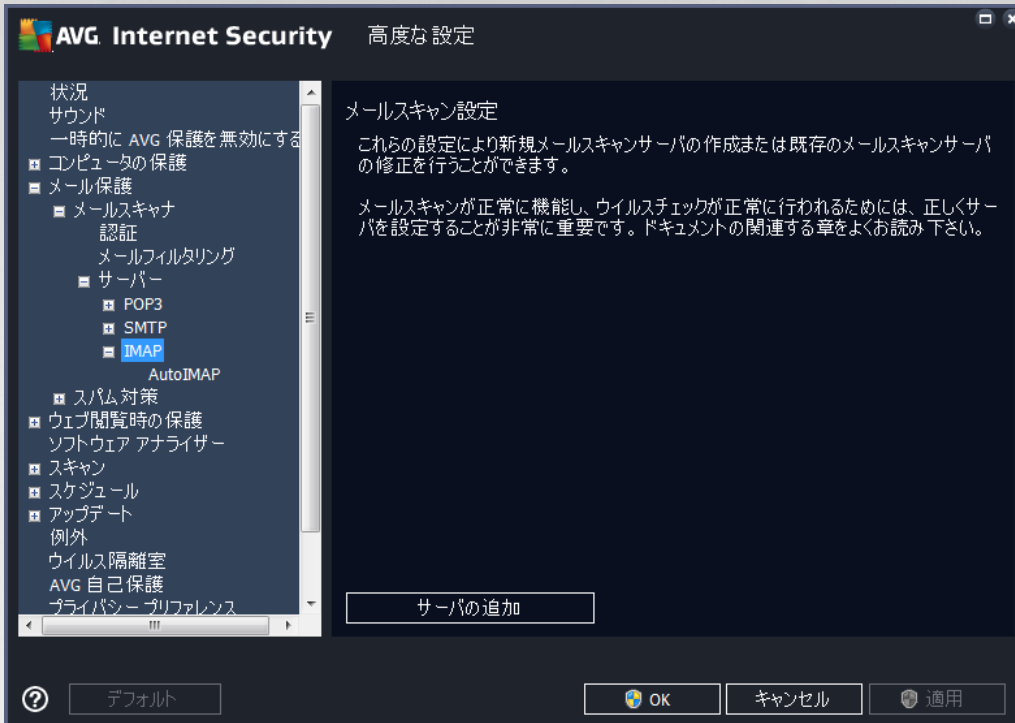 AVG. Internet Security 高度な設定
状況
サウンド
一時的に AVG 保護を無効にする
コンピュータの保護
メール保護
メールスキャナ
認証
メールフィルタリング
サーバー
POP3
SMTP
IMAP
AutoIMAP
スパム対策
ウェブ閲覧時の保護
ソフトウェア アナライザー
スキャン
スケジュール
アップデート
例外
ウイルス隔離室
AVG 自己保護
プライバシー プリファレンス
メールスキャン設定
これらの設定により新規メールスキャンサーバの作成または既存のメールスキャンサーバ
の修正を行うことができます。
メールスキャンが正常に機能し、ウイルスチェックが正常に行われるためには、正しくサー
バを設定することが非常に重要です。ドキュメントの関連する章をよくお読み下さい。
サーバの追加
デフォルト
OK
キャンセル
適用